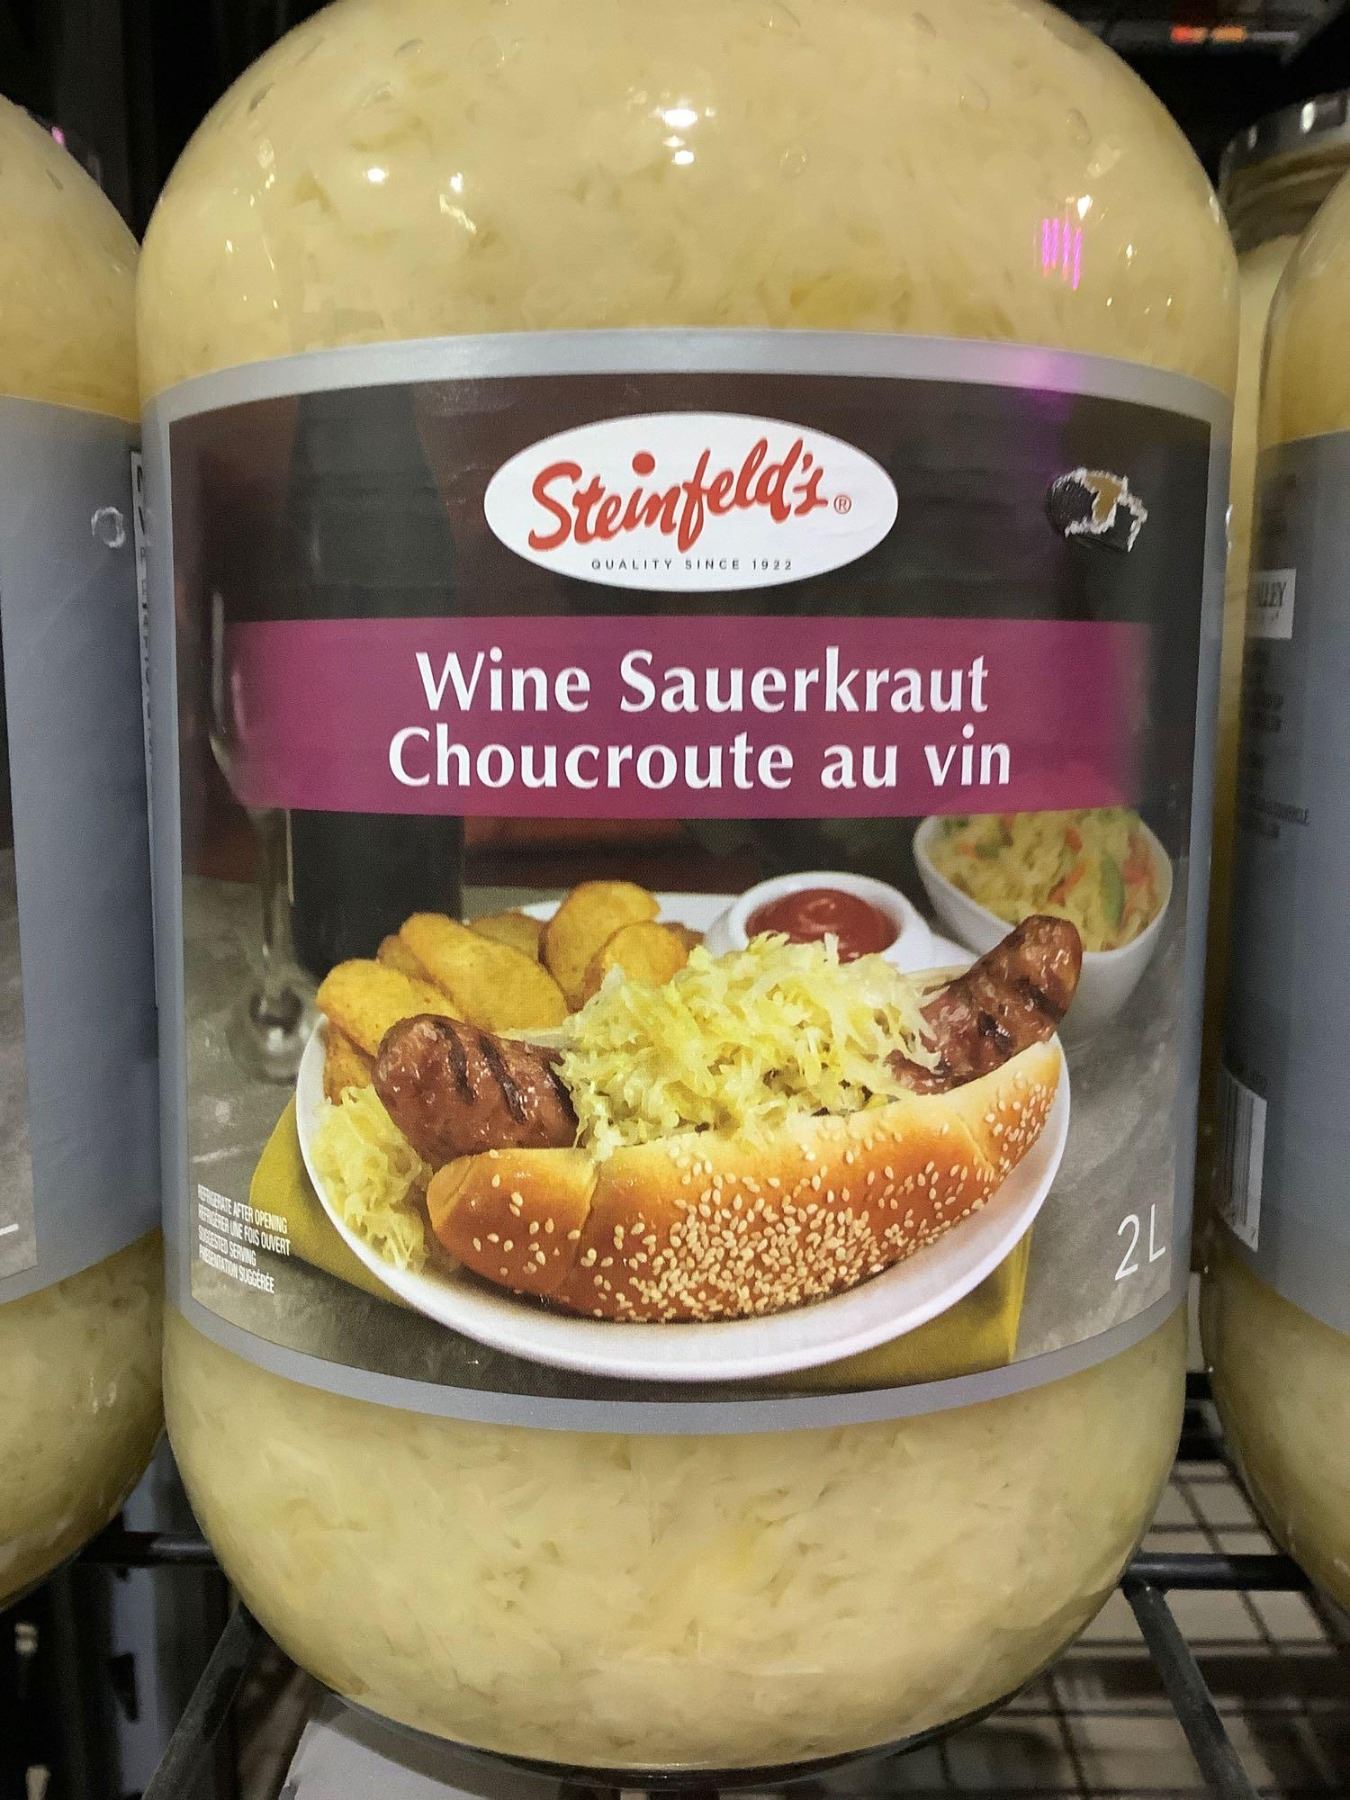 Steinfeld's®
QUALITY SINCE 1922
Wine Sauerkraut
Choucroute au vin
REFRIGERATE AFTER OPENING
RÉFRIGÉRER UNE FOIS OUVERT
SUGGESTED SERVING
PRÉSENTATION SUGGÉRÉE
2L